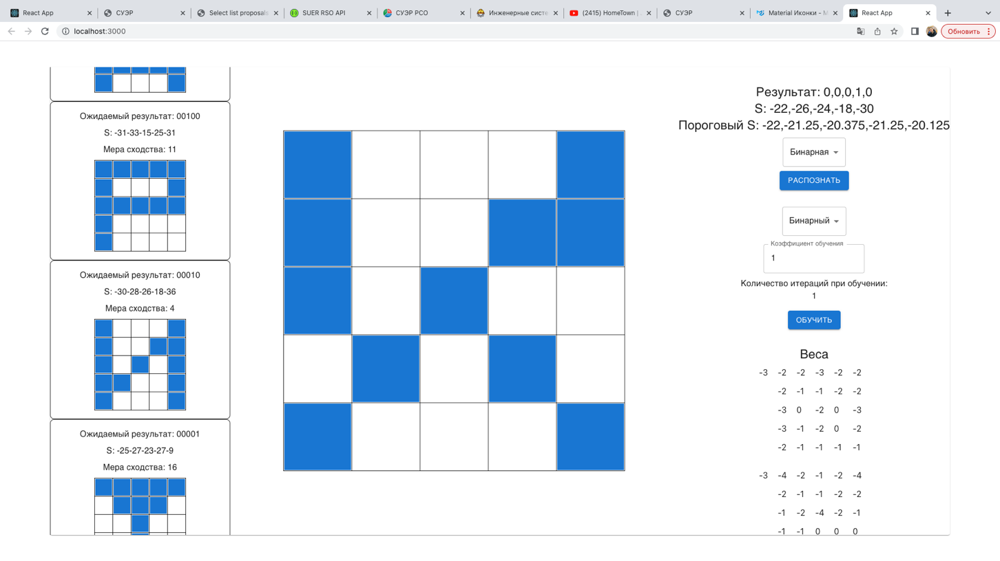 React App
СУЭР
Select list proposals
SUER RSO API
СУЭР РСО
Инженерные систе
(2415) HomeTown |
СУЭР
Material Иконки - M
React App
localhost:3000
Обновить
Ожидаемый результат: 00100
S: -31-33-15-25-31
Мера сходства: 11
Ожидаемый результат: 00010
S: -30-28-26-18-36
Мера сходства: 4
Ожидаемый результат: 00001
S: -25-27-23-27-9
Мера сходства: 16
Результат: 0,0,0,1,0
S: -22,-26,-24,-18,-30
Пороговый S: -22,-21.25,-20.375,-21.25,-20.125
Бинарная
РАСПОЗНАТЬ
Бинарный
Коэффициент обучения
1
Количество итераций при обучении:
1
ОБУЧИТЬ
Веса
-3 -2 -2 -3 -2 -2
-2 -1 -1 -2 -2
-3 0 -2 0 -3
-3 -1 -2 0 -2
-2 -1 -1 -1 -1
-3 -4 -2 -1 -2 -4
-2 -1 -1 -2 -2
-1 -2 -4 -2 -1
-1 -1 0 0 0